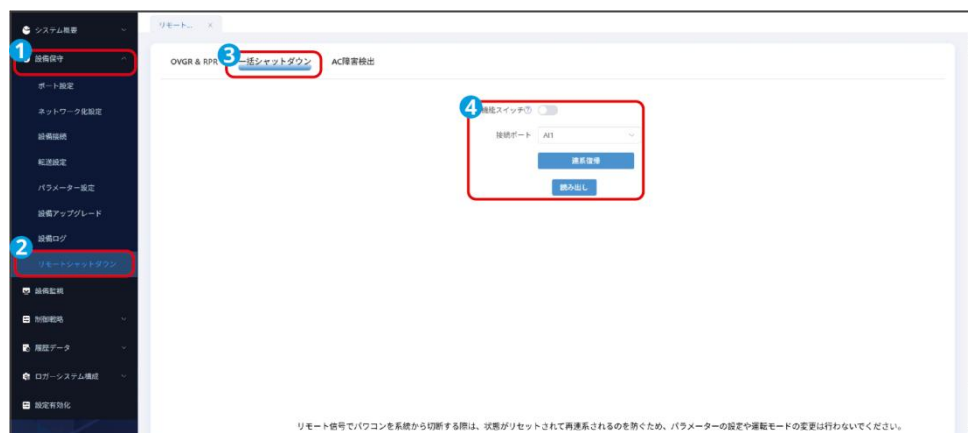 システム概要
リモート... ×
1
設備保守
OVGR & RPR
3
一括シャットダウン
AC障害検出
ポート設定
4
機能スイッチ?
ネットワーク化設定
接続ポート
AI1
設備接続
連系復帰
転送設定
読み出し
パラメーター設定
設備アップグレード
設備ログ
2
リモートシャットダウン
設備監視
制御戦略
履歴データ
ロガーシステム構成
設定有効化
リモート信号でパワコンを系統から切断する際は、状態がリセットされて再連系されるのを防ぐため、パラメーターの設定や運転モードの変更は行わないでください。